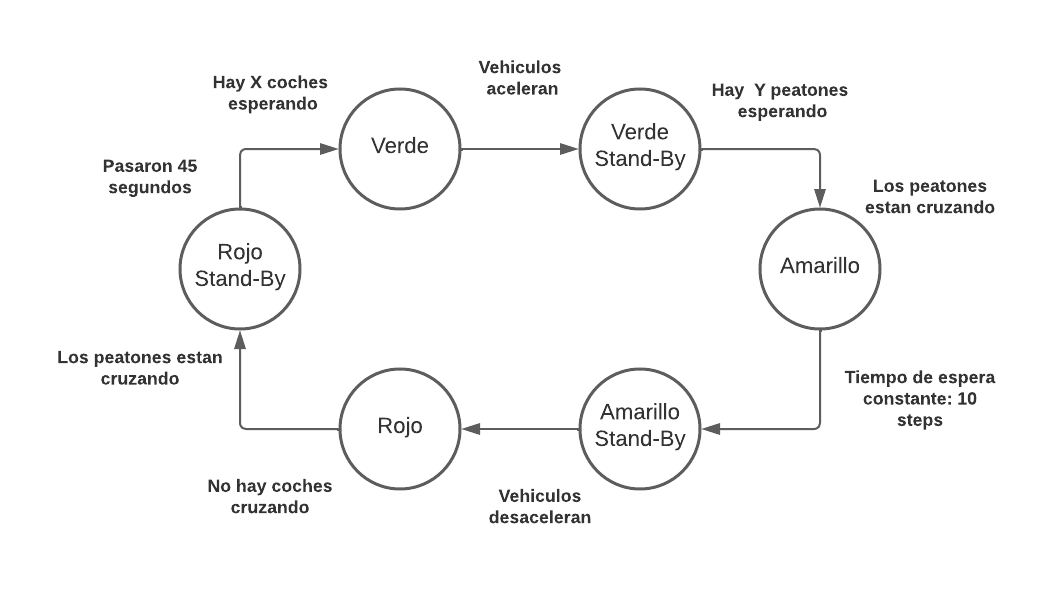 Vehiculos
aceleran
Hay X coches
esperando
Hay  Y peatones
esperando
Verde
Verde
Stand-By
Pasaron 45
segundos
Los peatones
estan cruzando
Rojo
Stand-By
Amarillo
Los peatones estan
cruzando
Tiempo de espera
constante: 10
steps
Rojo
Amarillo
Stand-By
No hay coches
cruzando
Vehiculos
desaceleran